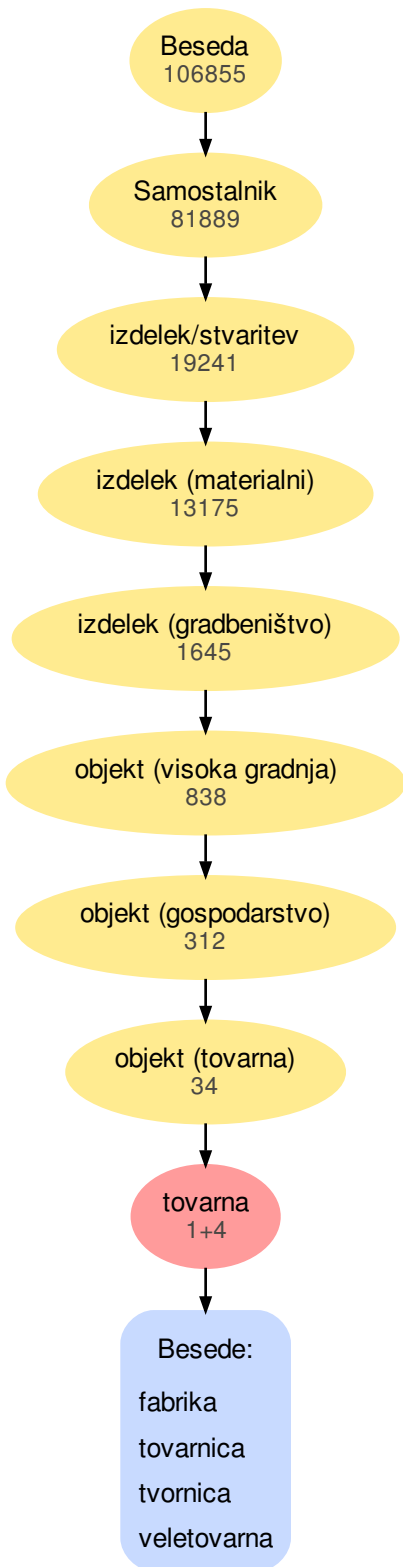 Beseda
106855
Samostalnik
81889
izdelek/stvaritev
19241
izdelek (materialni)
13175
izdelek (gradbeništvo)
1645
objekt (visoka gradnja)
838
objekt (gospodarstvo)
312
objekt (tovarna)
34
tovarna
1+4
Besede:
fabrika
tovarnica
tvornica
veletovarna